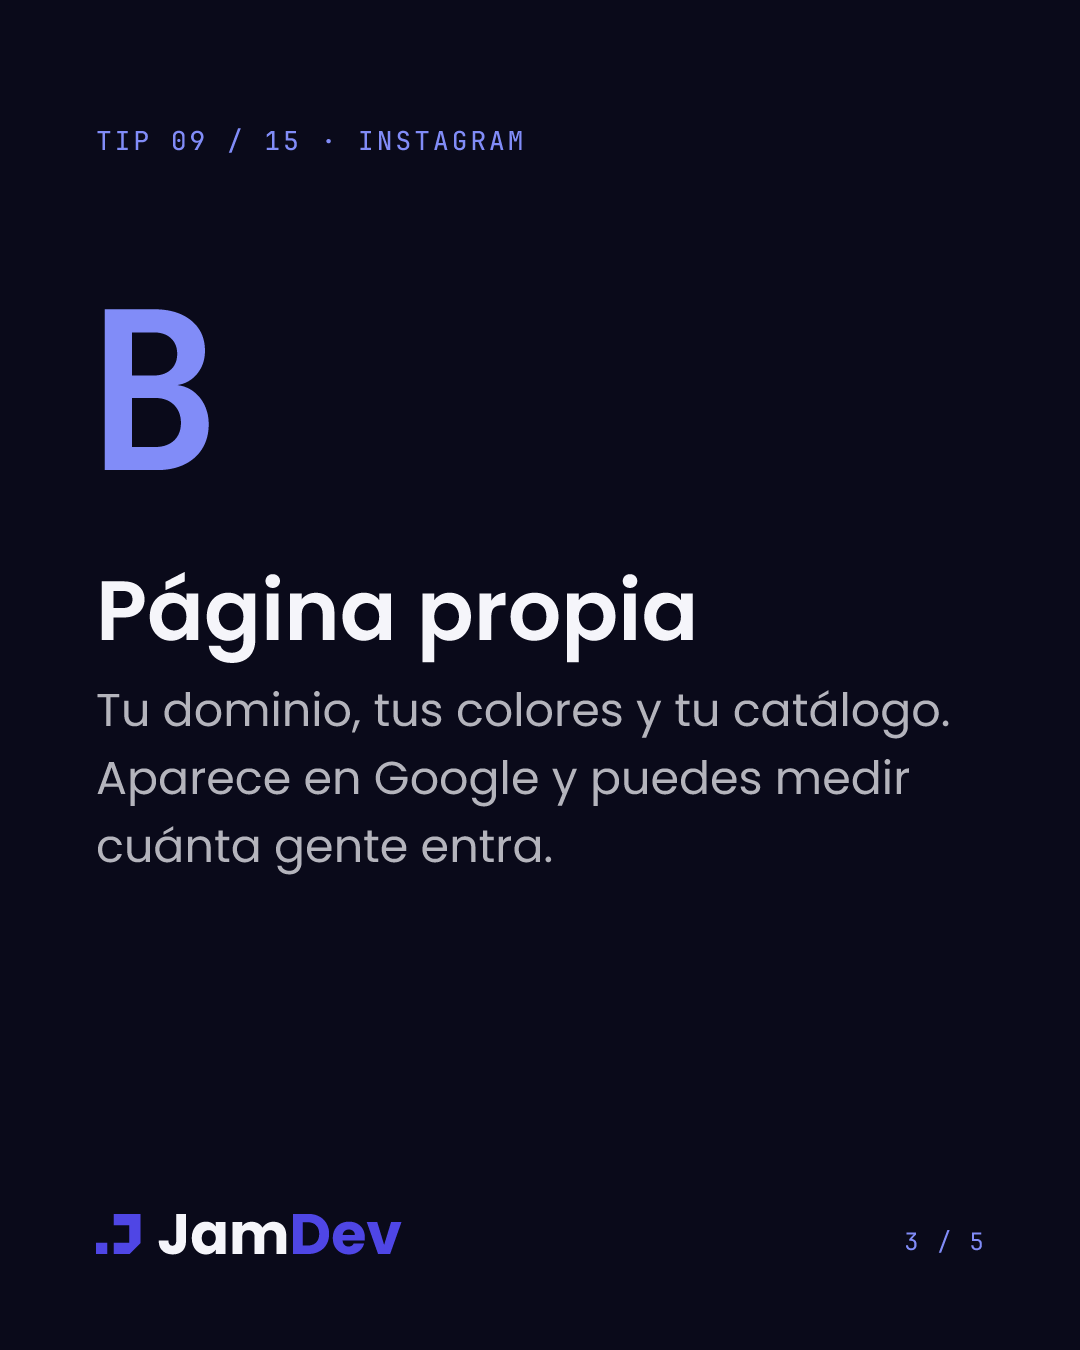 TIP 09 / 15 · INSTAGRAM
B
Página propia
Tu dominio, tus colores y tu catálogo.
Aparece en Google y puedes medir
cuánta gente entra.
JamDev
3 / 5